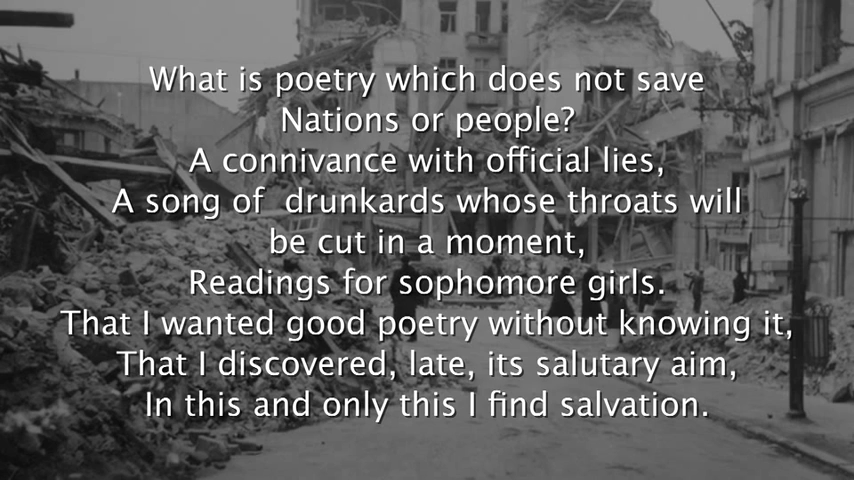 What is poetry which does not save
Nations or people?
A connivance with official lies,
A song of  drunkards whose throats will
be cut in a moment,
Readings for sophomore girls.
That I wanted good poetry without knowing it,
That I discovered, late, its salutary aim,
In this and only this I find salvation.